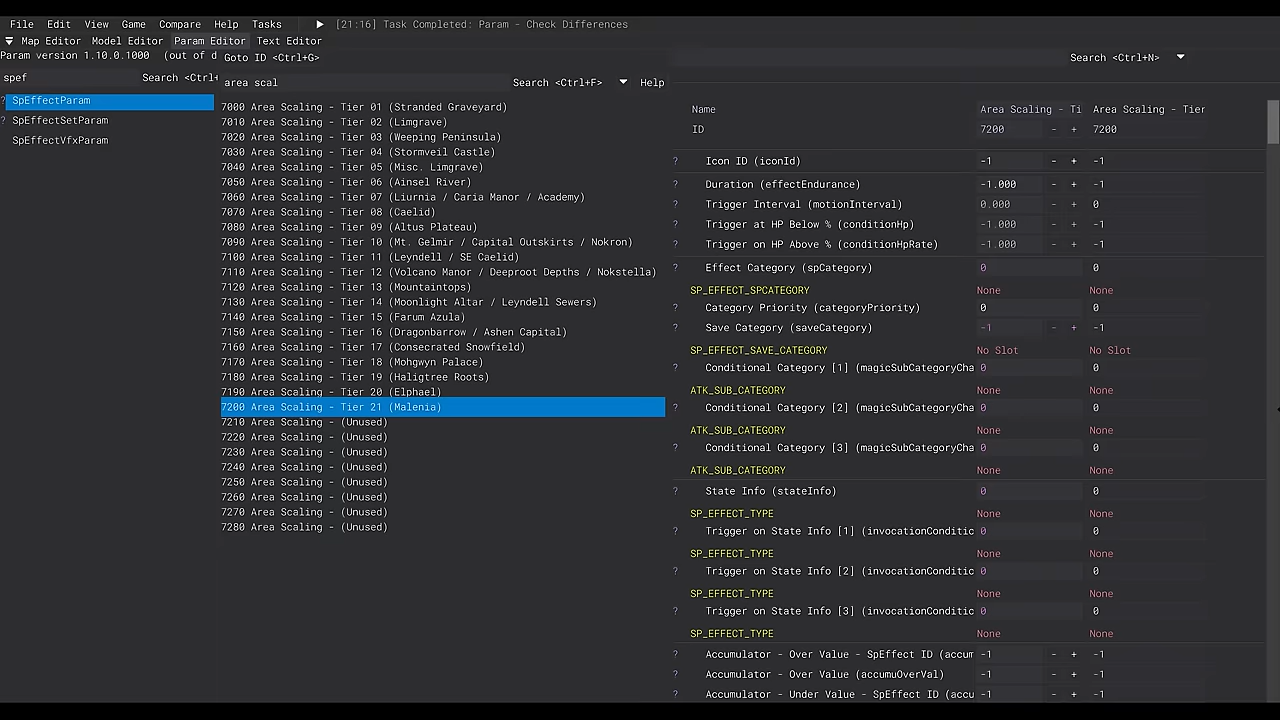 File Edit View Game Compare Help Tasks [21:16] Task Completed: Param - Check Differences
Map Editor Model Editor Param Editor Text Editor
Param version 1.10.0.1000 (out of d
Goto ID <Ctrl+G>
Search <Ctrl+N>
spef Search <Ctrl+
area scal Search <Ctrl+F> Help
? SpEffectParam
? SpEffectSetParam
SpEffectVfxParam
7000 Area Scaling - Tier 01 (Stranded Graveyard)
7010 Area Scaling - Tier 02 (Limgrave)
7020 Area Scaling - Tier 03 (Weeping Peninsula)
7030 Area Scaling - Tier 04 (Stormveil Castle)
7040 Area Scaling - Tier 05 (Misc. Limgrave)
7050 Area Scaling - Tier 06 (Ainsel River)
7060 Area Scaling - Tier 07 (Liurnia / Caria Manor / Academy)
7070 Area Scaling - Tier 08 (Caelid)
7080 Area Scaling - Tier 09 (Altus Plateau)
7090 Area Scaling - Tier 10 (Mt. Gelmir / Capital Outskirts / Nokron)
7100 Area Scaling - Tier 11 (Leyndell / SE Caelid)
7110 Area Scaling - Tier 12 (Volcano Manor / Deeproot Depths / Nokstella)
7120 Area Scaling - Tier 13 (Mountaintops)
7130 Area Scaling - Tier 14 (Moonlight Altar / Leyndell Sewers)
7140 Area Scaling - Tier 15 (Farum Azula)
7150 Area Scaling - Tier 16 (Dragonbarrow / Ashen Capital)
7160 Area Scaling - Tier 17 (Consecrated Snowfield)
7170 Area Scaling - Tier 18 (Mohgwyn Palace)
7180 Area Scaling - Tier 19 (Haligtree Roots)
7190 Area Scaling - Tier 20 (Elphael)
7200 Area Scaling - Tier 21 (Malenia)
7210 Area Scaling - (Unused)
7220 Area Scaling - (Unused)
7230 Area Scaling - (Unused)
7240 Area Scaling - (Unused)
7250 Area Scaling - (Unused)
7260 Area Scaling - (Unused)
7270 Area Scaling - (Unused)
7280 Area Scaling - (Unused)
Name Area Scaling - Ti Area Scaling - Tier
ID 7200 - + 7200
? Icon ID (iconId) -1 - + -1
? Duration (effectEndurance) -1.000 - + -1
? Trigger Interval (motionInterval) 0.000 - + 0
? Trigger at HP Below % (conditionHp) -1.000 - + -1
? Trigger on HP Above % (conditionHpRate) -1.000 - + -1
? Effect Category (spCategory) 0 0
SP_EFFECT_SPCATEGORY None None
? Category Priority (categoryPriority) 0 0
? Save Category (saveCategory) -1 - + -1
SP_EFFECT_SAVE_CATEGORY No Slot No Slot
? Conditional Category [1] (magicSubCategoryCha 0 0
ATK_SUB_CATEGORY None None
? Conditional Category [2] (magicSubCategoryCha 0 0
ATK_SUB_CATEGORY None None
? Conditional Category [3] (magicSubCategoryCha 0 0
ATK_SUB_CATEGORY None None
? State Info (stateInfo) 0 0
SP_EFFECT_TYPE None None
? Trigger on State Info [1] (invocationConditic 0 0
SP_EFFECT_TYPE None None
? Trigger on State Info [2] (invocationConditic 0 0
SP_EFFECT_TYPE None None
? Trigger on State Info [3] (invocationConditic 0 0
SP_EFFECT_TYPE None None
? Accumulator - Over Value - SpEffect ID (accum -1 - + -1
? Accumulator - Over Value (accumuOverVal) -1 - + -1
? Accumulator - Under Value - SpEffect ID (accu -1 - + -1